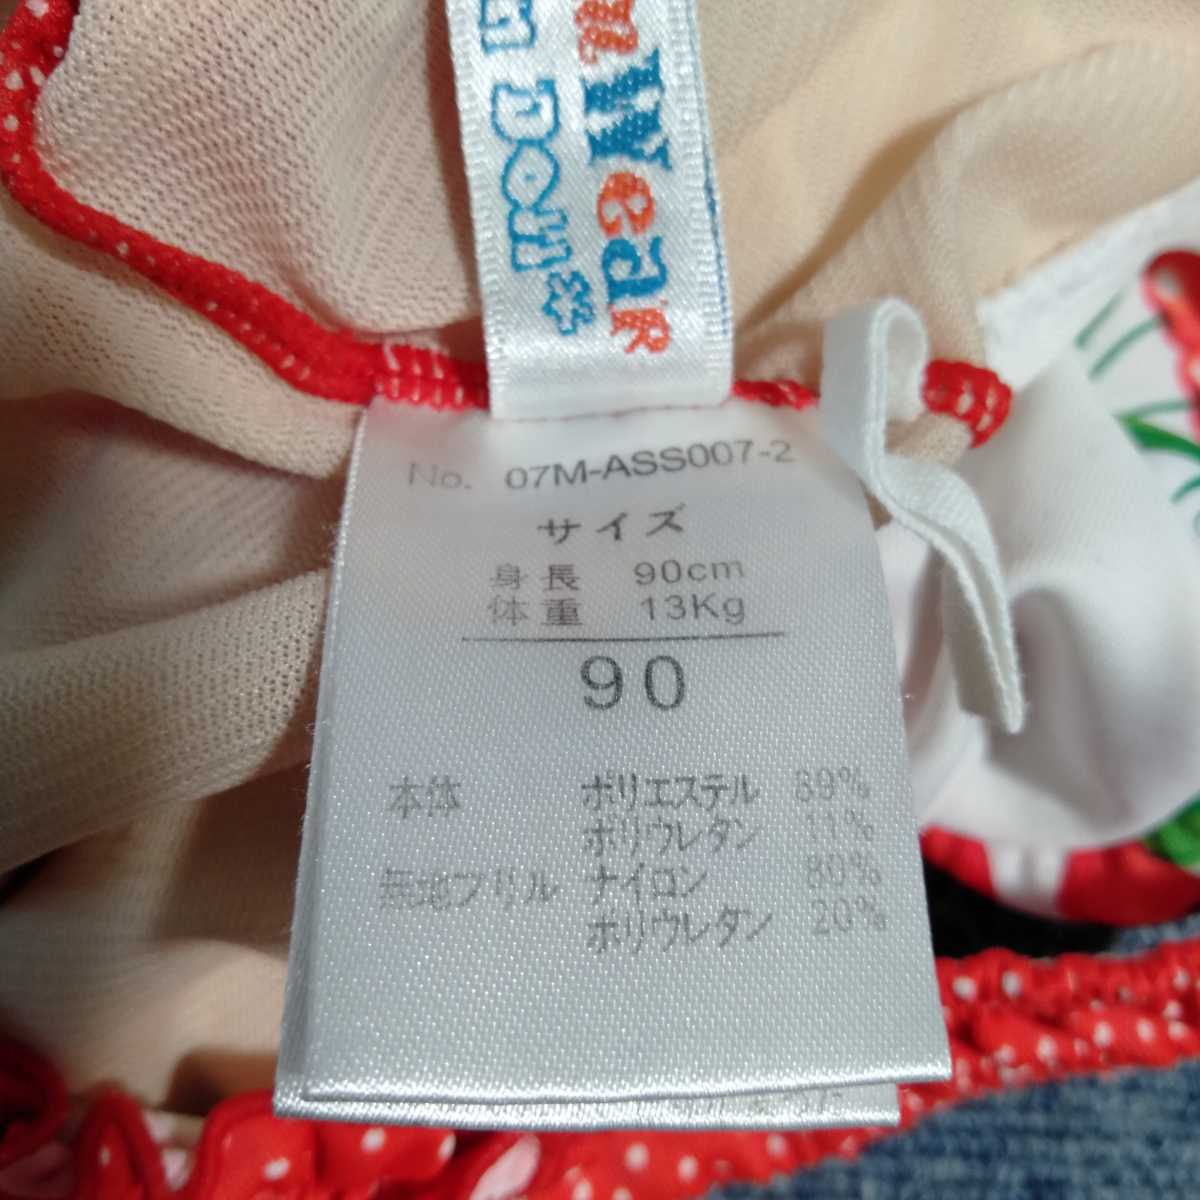 Wear
Doll
No. 07M-ASS007-2
サイズ
身長 90cm
体重 13Kg
90
本体 ポリエステル 89%
ポリウレタン 11%
無地フリル ナイロン 80%
ポリウレタン 20%